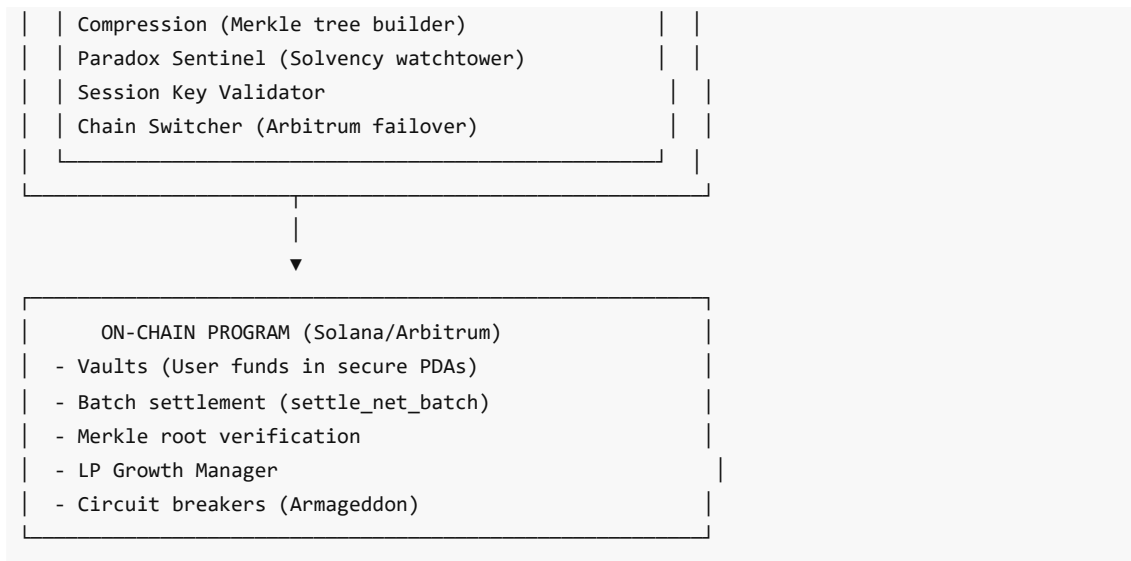 Compression (Merkle tree builder)
Paradox Sentinel (Solvency watchtower)
Session Key Validator
Chain Switcher (Arbitrum failover)
ON-CHAIN PROGRAM (Solana/Arbitrum)
- Vaults (User funds in secure PDAs)
- Batch settlement (settle_net_batch)
- Merkle root verification
- LP Growth Manager
- Circuit breakers (Armageddon)